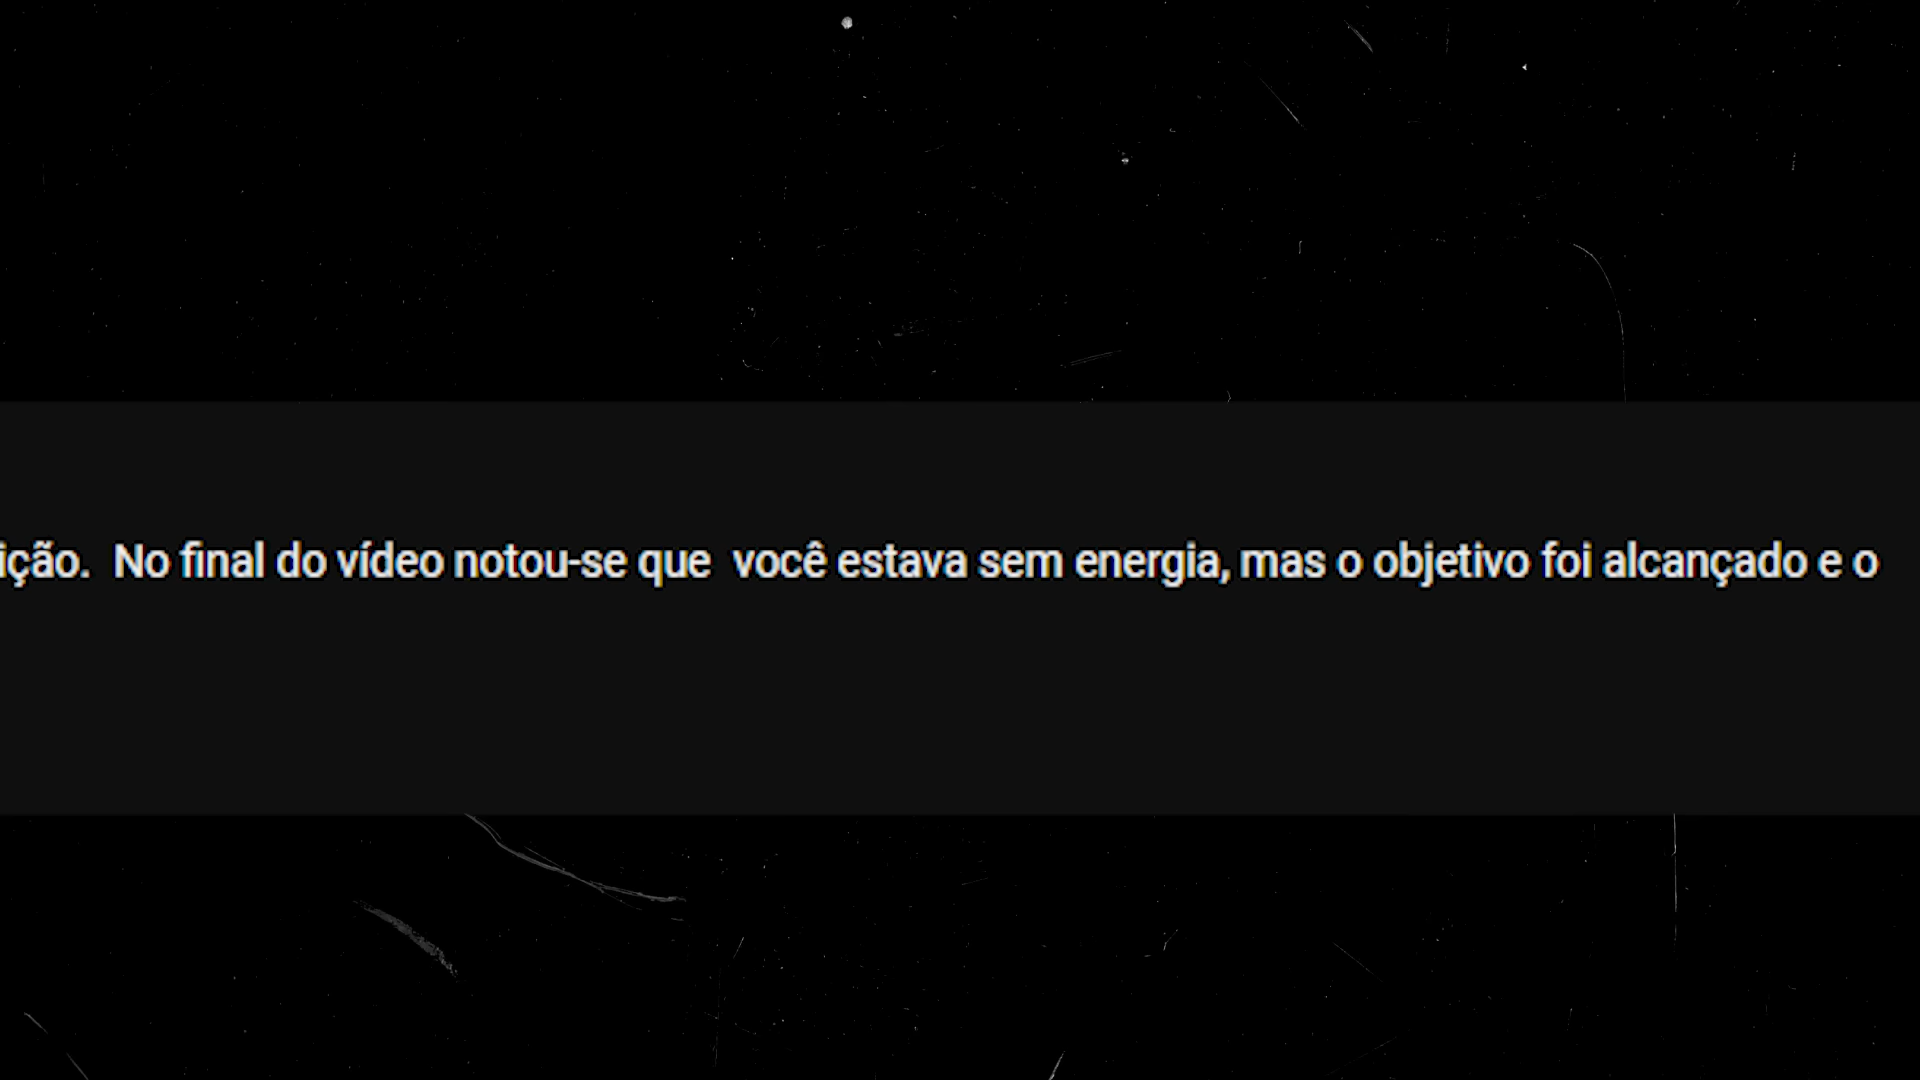 ição.  No final do vídeo notou-se que  você estava sem energia, mas o objetivo foi alcançado e o